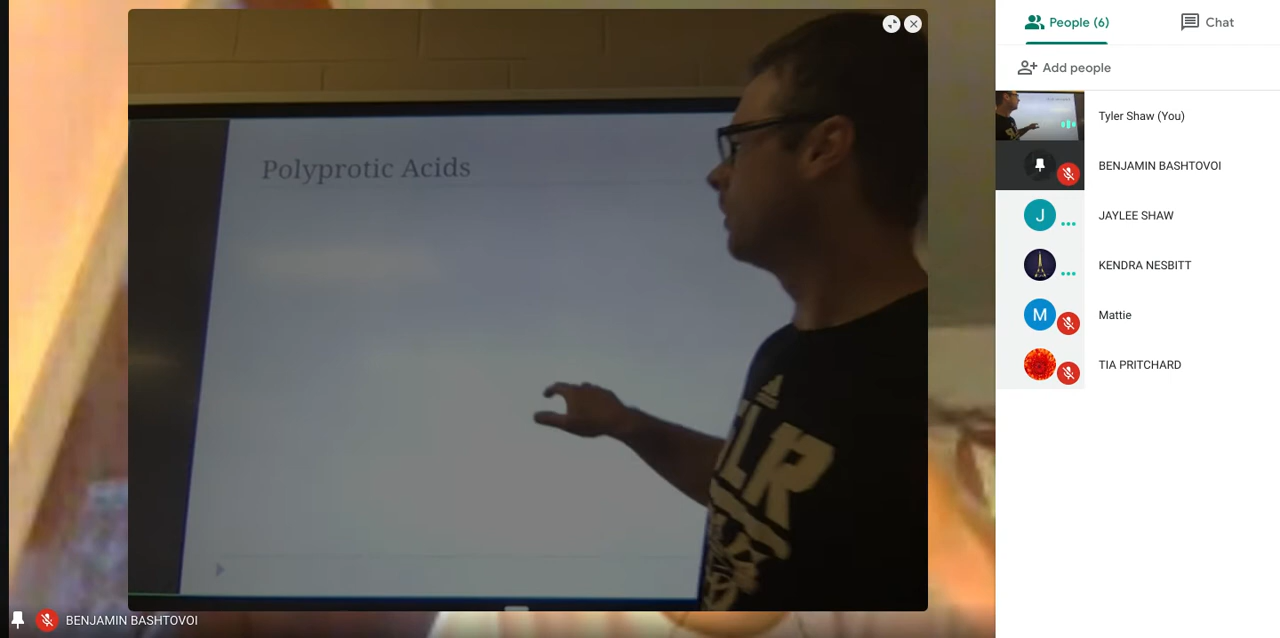 Polyprotic Acids
LR
BENJAMIN BASHTOVOI
People (6)
Chat
Add people
Tyler Shaw (You)
BENJAMIN BASHTOVOI
J
JAYLEE SHAW
KENDRA NESBITT
M
Mattie
TIA PRITCHARD